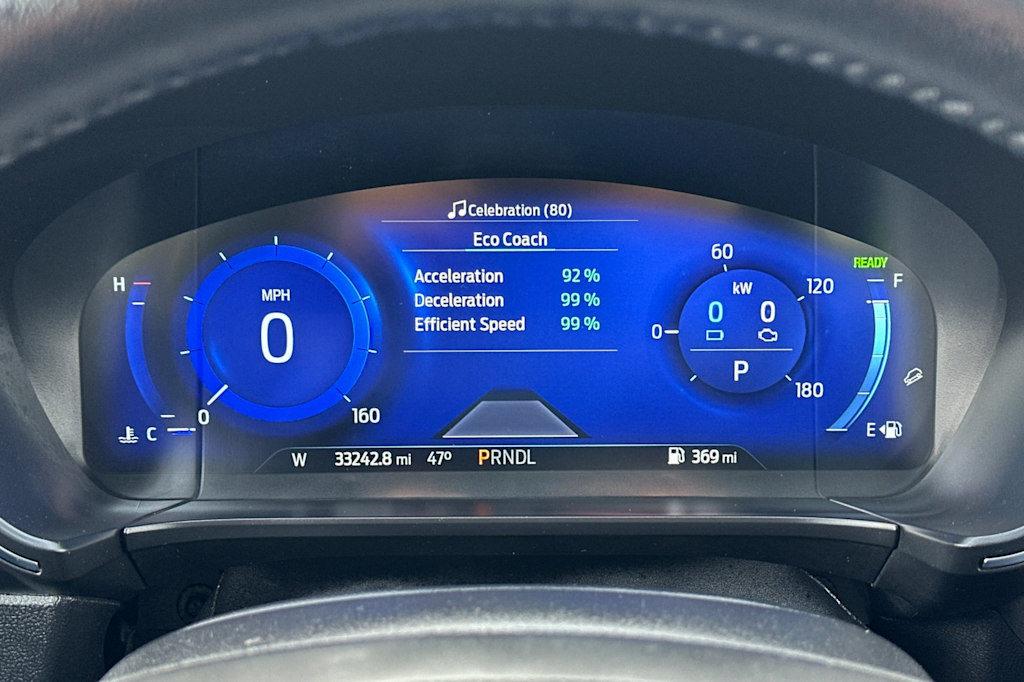 Celebration (80)
Eco Coach
Acceleration 92 %
Deceleration 99 %
Efficient Speed 99 %
H
C
MPH
0
0
160
60
120
180
0
kW
0 0
P
READY
F
E
W 33242.8 mi 47º PRNDL 369 mi